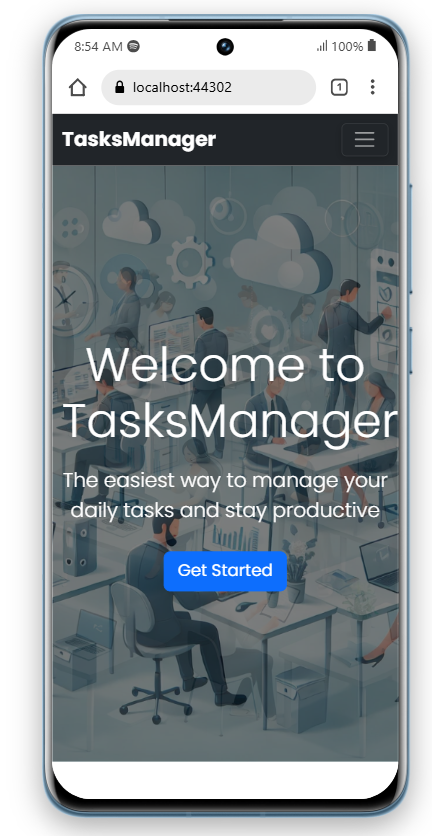 8:54 AM
100%
localhost:44302
1
TasksManager
Welcome to
TasksManager
The easiest way to manage your
daily tasks and stay productive
Get Started